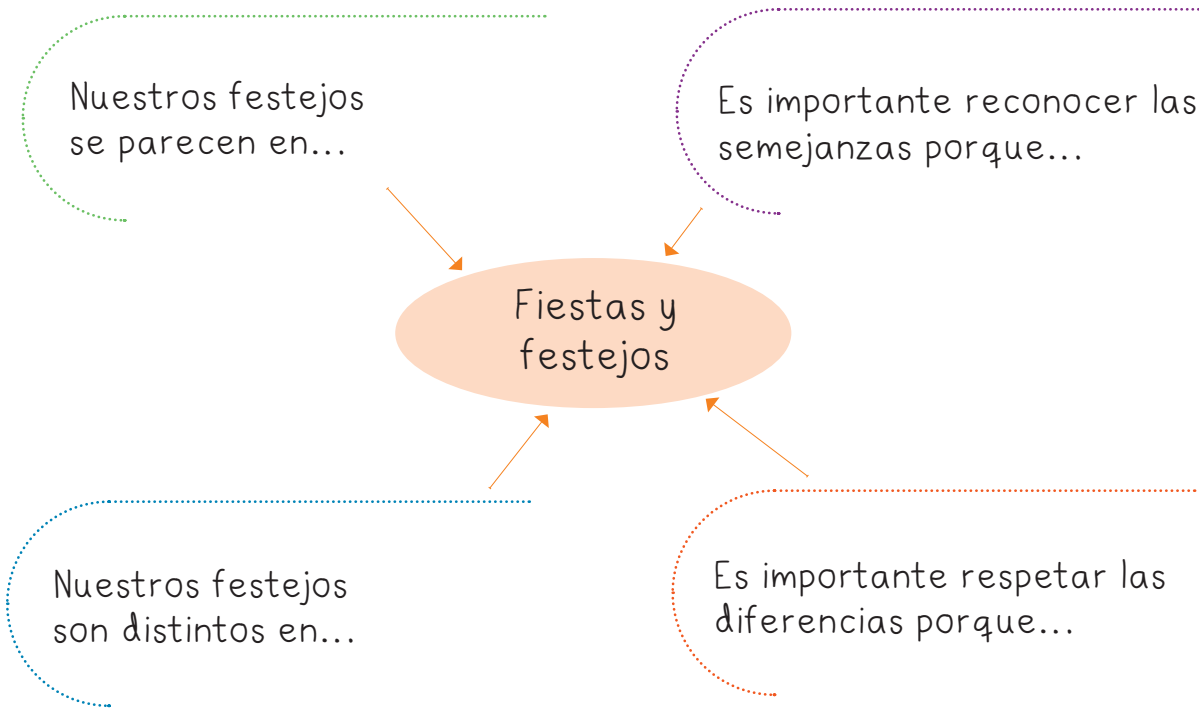 Nuestros festejos
se parecen en...
Es importante reconocer las
semejanzas porque...
Fiestas y
festejos
Nuestros festejos
son distintos en...
Es importante respetar las
diferencias porque...